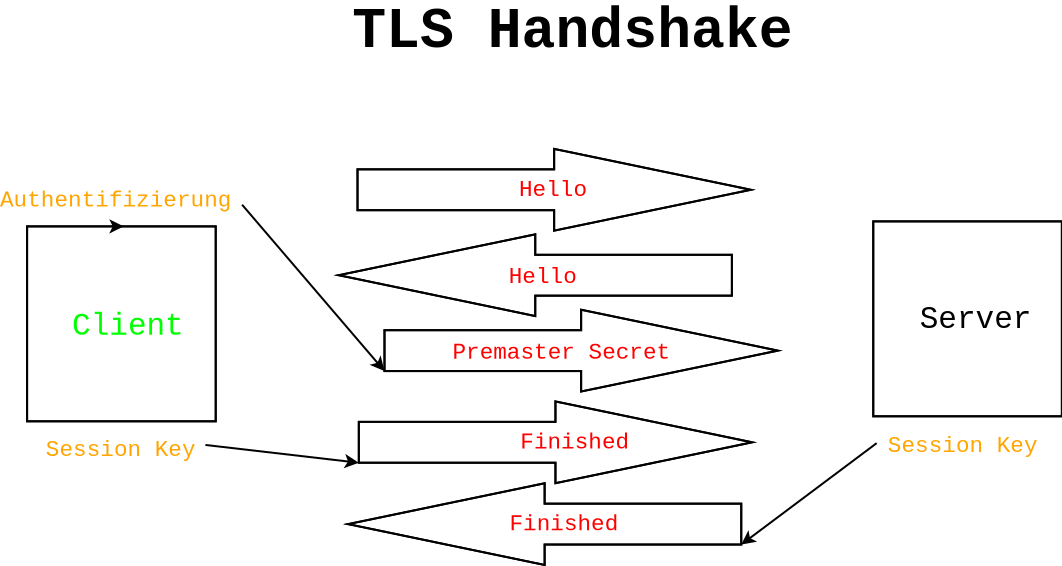 TLS Handshake
Hello
Authentifizierung
Hello
Client
Server
Premaster Secret
Finished
Session Key
Session Key
Finished